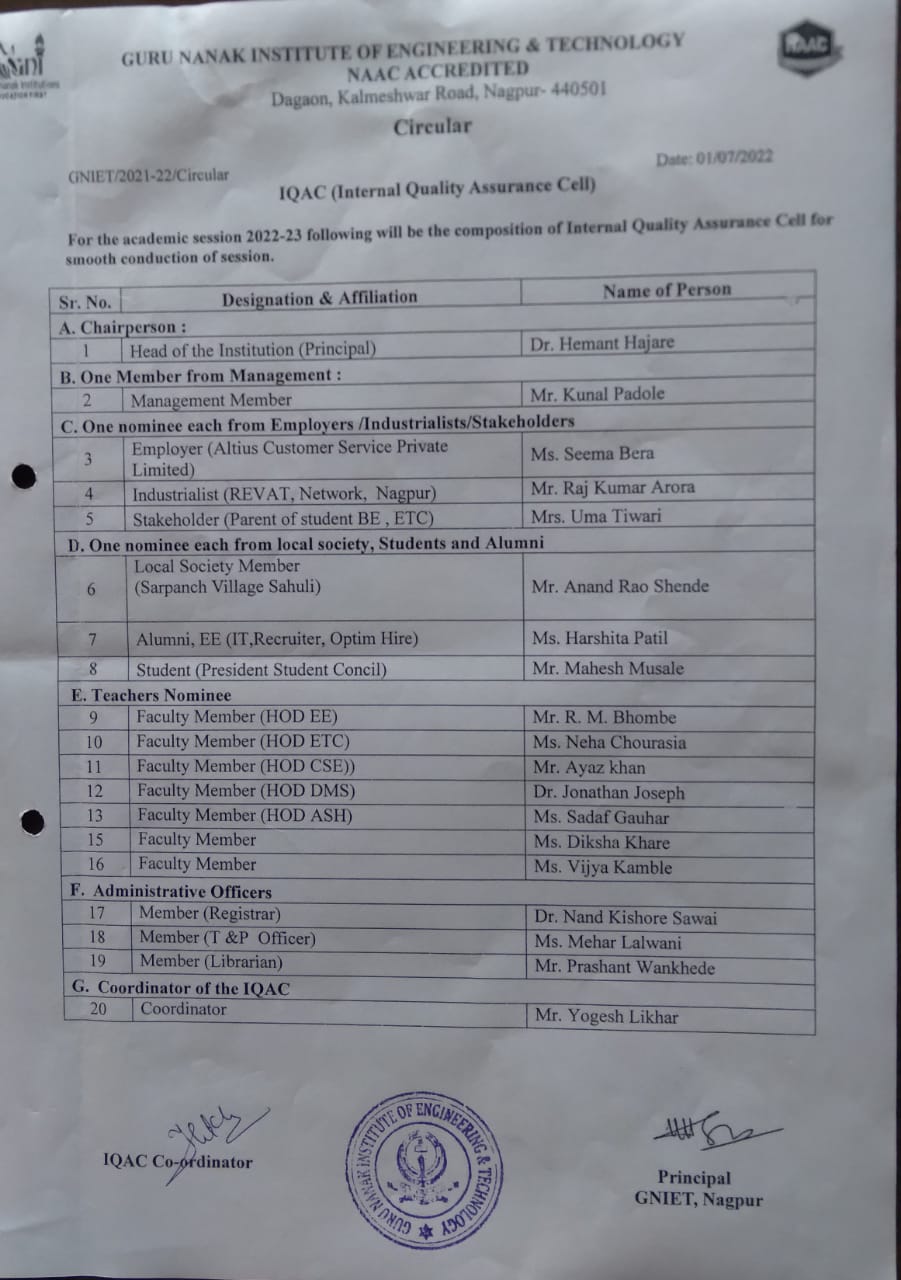 GURU NANAK INSTITUTE OF ENGINEERING & TECHNOLOGY
NAAC ACCREDITED
Dagaon, Kalmeshwar Road, Nagpur- 440501
NAAC
Circular
GNIET/2021-22/Circular
Date: 01/07/2022
IQAC (Internal Quality Assurance Cell)
For the academic session 2022-23 following will be the composition of Internal Quality Assurance Cell for
smooth conduction of session.
Sr. No. Designation & Affiliation Name of Person
A. Chairperson :
1 Head of the Institution (Principal) Dr. Hemant Hajare
B. One Member from Management :
2 Management Member Mr. Kunal Padole
C. One nominee each from Employers /Industrialists/Stakeholders
3 Employer (Altius Customer Service Private
Limited) Ms. Seema Bera
4 Industrialist (REVAT, Network, Nagpur) Mr. Raj Kumar Arora
5 Stakeholder (Parent of student BE , ETC) Mrs. Uma Tiwari
D. One nominee each from local society, Students and Alumni
6 Local Society Member
(Sarpanch Village Sahuli) Mr. Anand Rao Shende
7 Alumni, EE (IT,Recruiter, Optim Hire) Ms. Harshita Patil
8 Student (President Student Concil) Mr. Mahesh Musale
E. Teachers Nominee
9 Faculty Member (HOD EE) Mr. R. M. Bhombe
10 Faculty Member (HOD ETC) Ms. Neha Chourasia
11 Faculty Member (HOD CSE)) Mr. Ayaz khan
12 Faculty Member (HOD DMS) Dr. Jonathan Joseph
13 Faculty Member (HOD ASH) Ms. Sadaf Gauhar
15 Faculty Member Ms. Diksha Khare
16 Faculty Member Ms. Vijya Kamble
F. Administrative Officers
17 Member (Registrar) Dr. Nand Kishore Sawai
18 Member (T &P Officer) Ms. Mehar Lalwani
19 Member (Librarian) Mr. Prashant Wankhede
G. Coordinator of the IQAC
20 Coordinator Mr. Yogesh Likhar
IQAC Co-ordinator
GURU NANAK INSTITUTE OF ENGINEERING & TECHNOLOGY
Principal
GNIET, Nagpur